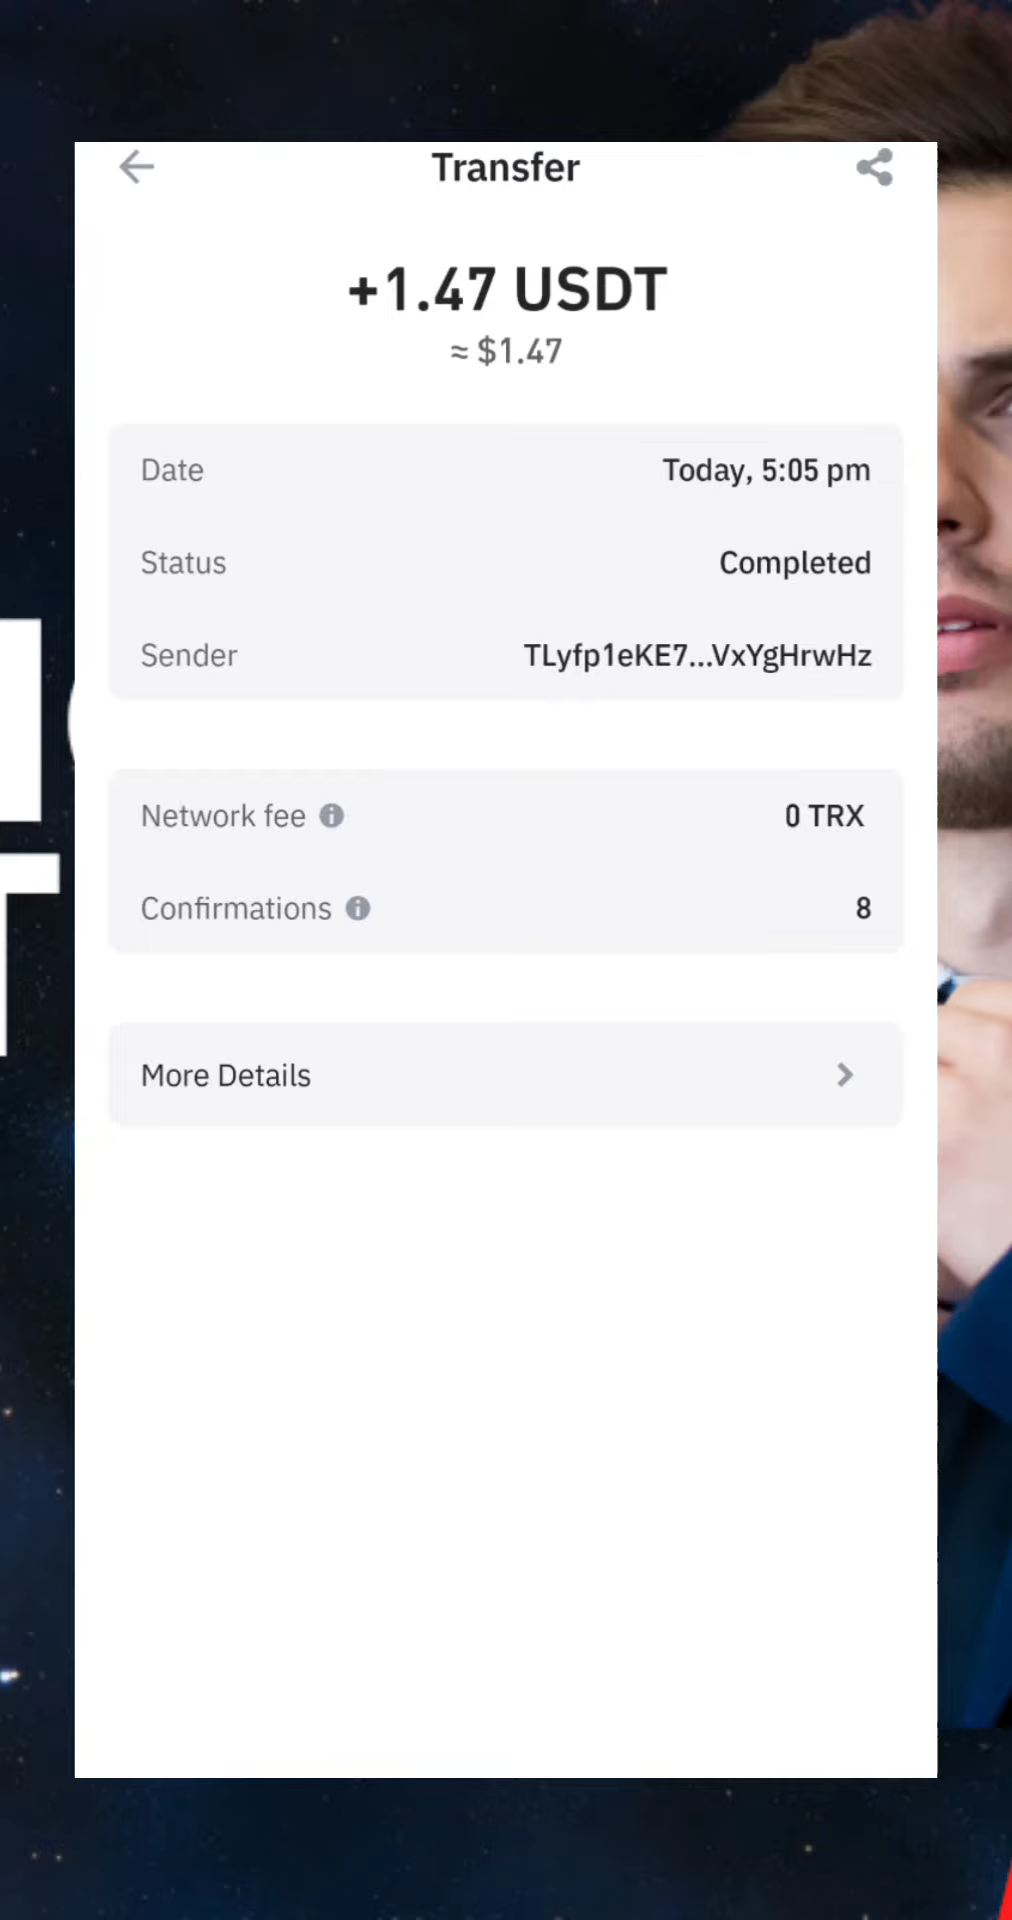 Transfer
+1.47 USDT
≈ $1.47
Date Today, 5:05 pm
Status Completed
Sender TLyfp1eKE7...VxYgHrwHz
Network fee 0 TRX
Confirmations 8
More Details